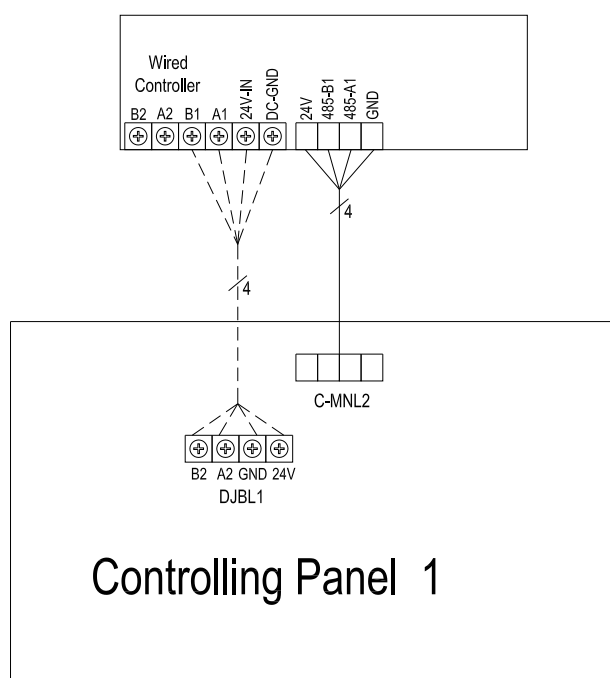 Wired
Controller
B2 A2 B1 A1 24V-IN DC-GND 24V 485-B1 485-A1 GND
4
4
C-MNL2
B2 A2 GND 24V
DJBL1
Controlling Panel 1